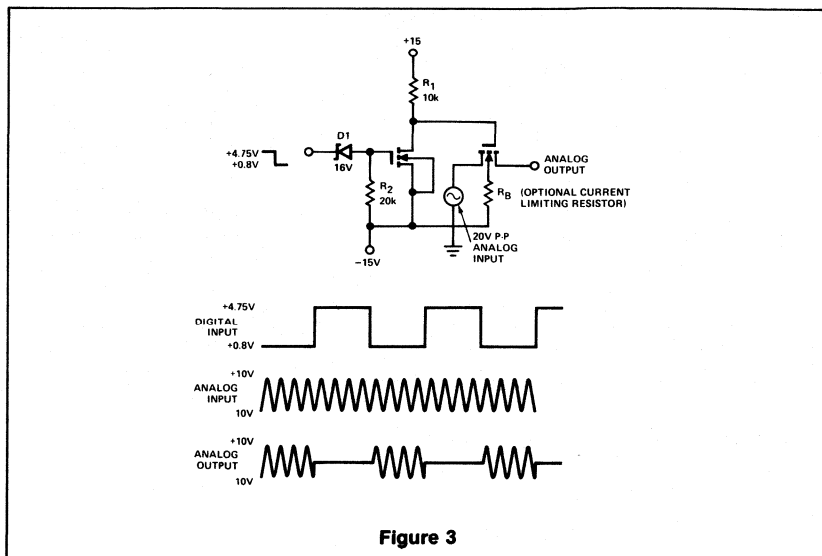 +15
R1
10k
D1
+4.75V
+0.8V
16V
R2
20k
ANALOG
OUTPUT
RB
(OPTIONAL CURRENT
LIMITING RESISTOR)
20V P-P
ANALOG
INPUT
-15V
+4.75V
DIGITAL
INPUT
+0.8V
+10V
ANALOG
INPUT
10V
+10V
ANALOG
OUTPUT
10V
Figure 3